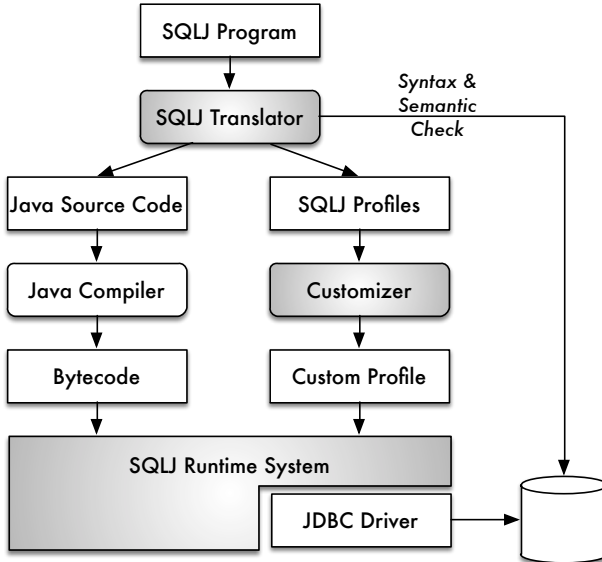 SQLJ Program
Syntax &
Semantic
Check
SQLJ Translator
Java Source Code
SQLJ Profiles
Java Compiler
Customizer
Bytecode
Custom Profile
SQLJ Runtime System
JDBC Driver